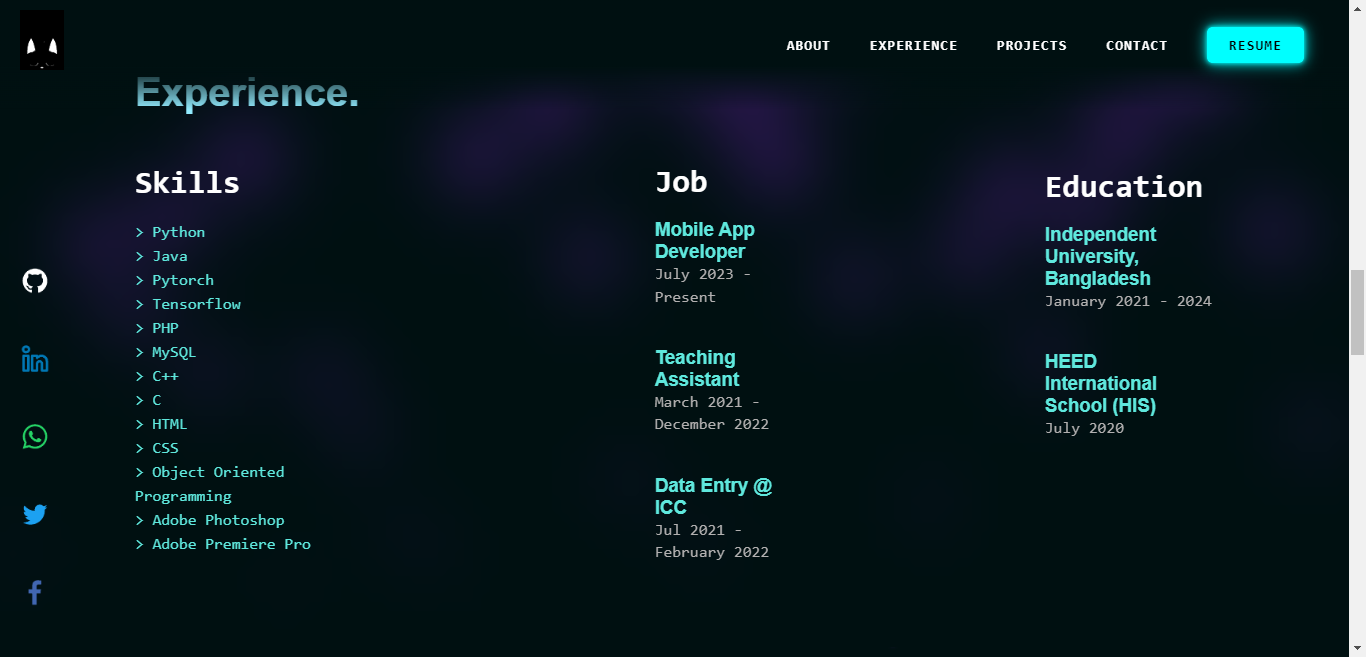 ABOUT
EXPERIENCE
PROJECTS
CONTACT
RESUME
Experience.
Skills
> Python
> Java
> Pytorch
> Tensorflow
> PHP
> MySQL
> C++
> C
> HTML
> CSS
> Object Oriented
Programming
> Adobe Photoshop
> Adobe Premiere Pro
Job
Mobile App
Developer
July 2023 -
Present
Teaching
Assistant
March 2021 -
December 2022
Data Entry @
ICC
Jul 2021 -
February 2022
Education
Independent
University,
Bangladesh
January 2021 - 2024
HEED
International
School (HIS)
July 2020